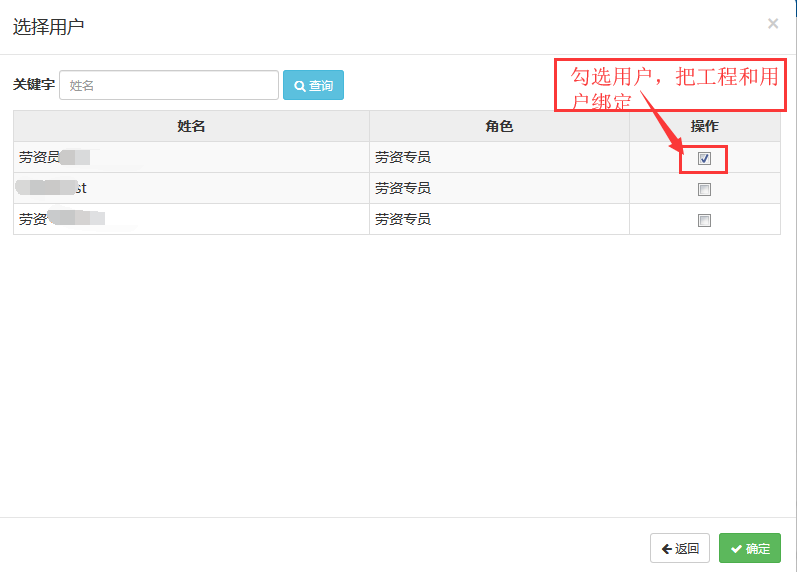 选择用户
×
关键字 姓名 查询
勾选用户，把工程和用
户绑定
姓名 角色 操作
劳资员 劳资专员
st 劳资专员
劳资 劳资专员
返回 确定